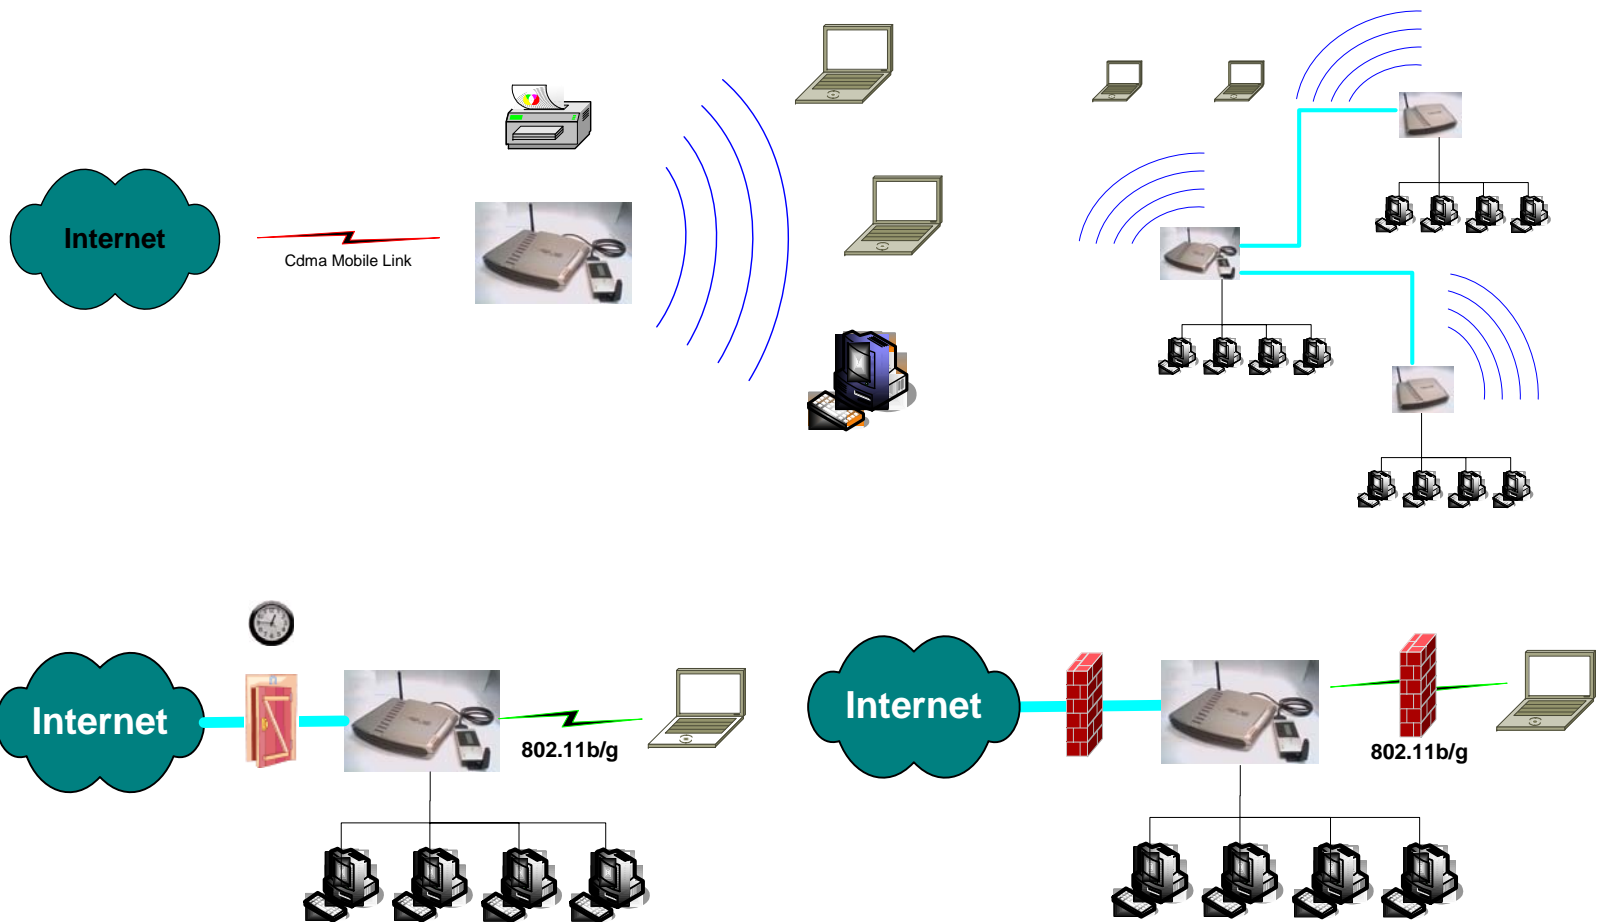 Internet
Cdma Mobile Link
Internet
802.11b/g
Internet
802.11b/g